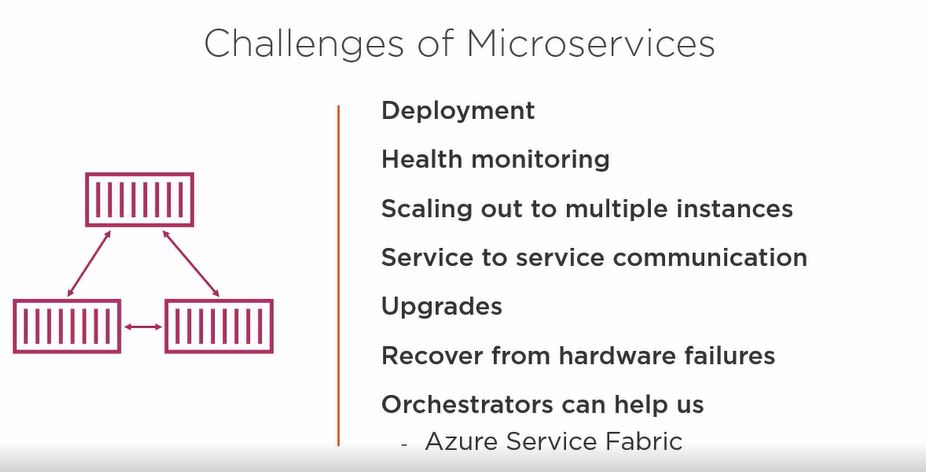 Challenges of Microservices
Deployment
Health monitoring
Scaling out to multiple instances
Service to service communication
Upgrades
Recover from hardware failures
Orchestrators can help us
- Azure Service Fabric